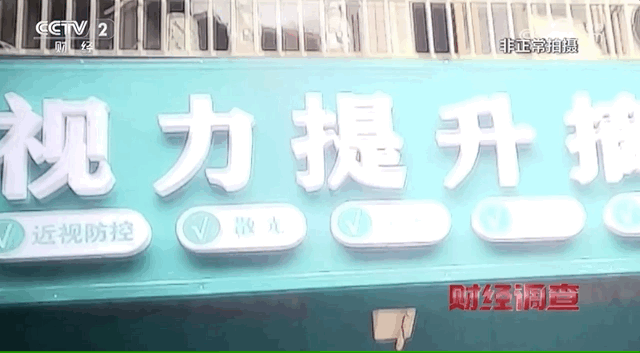 CCTV 2
财经
非正常拍摄
视力提升摘
近视防控
散光
财经调查